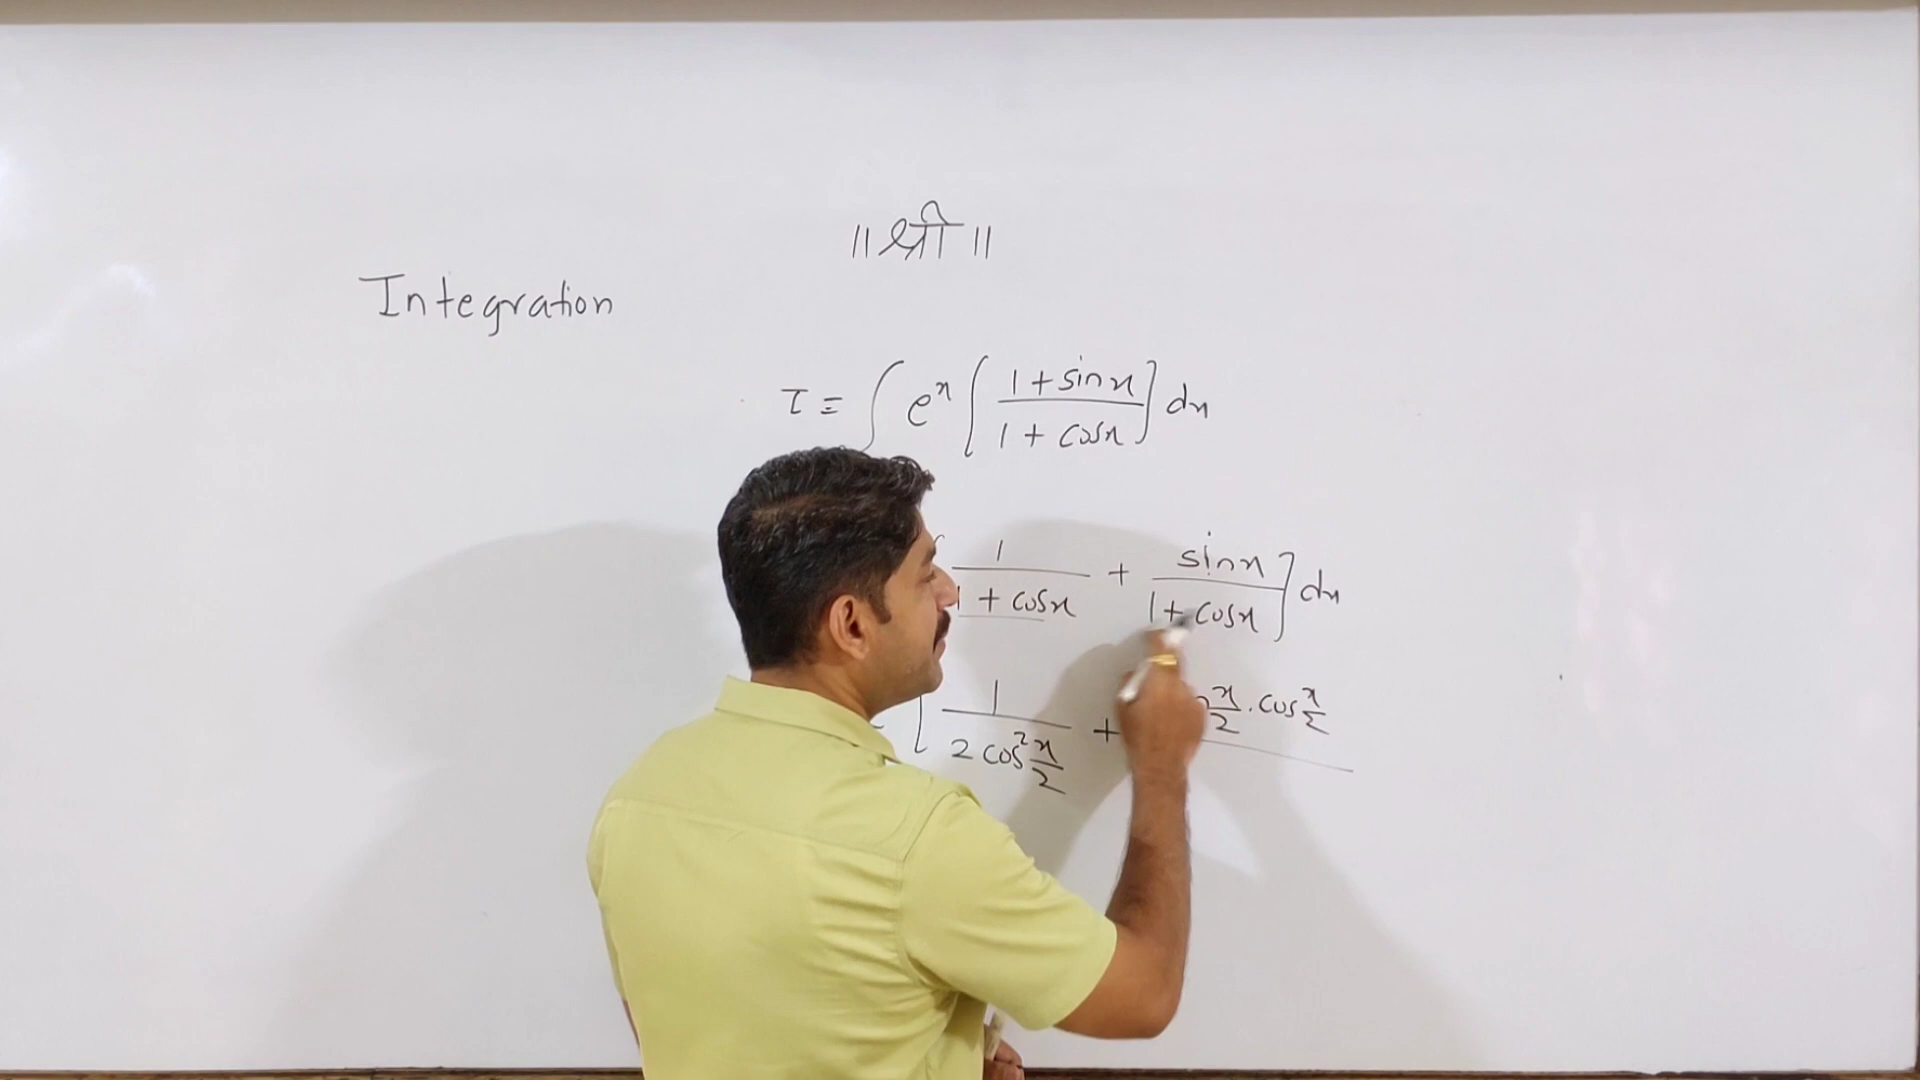 ॥ श्री ॥
Integration
I = ∫ eˣ [ (1 + sin x) / (1 + cos x) ] dx
1 / (1 + cos x) + sin x / (1 + cos x) ] dx
[ 1 / (2 cos² x/2) + x/2 . cos x/2